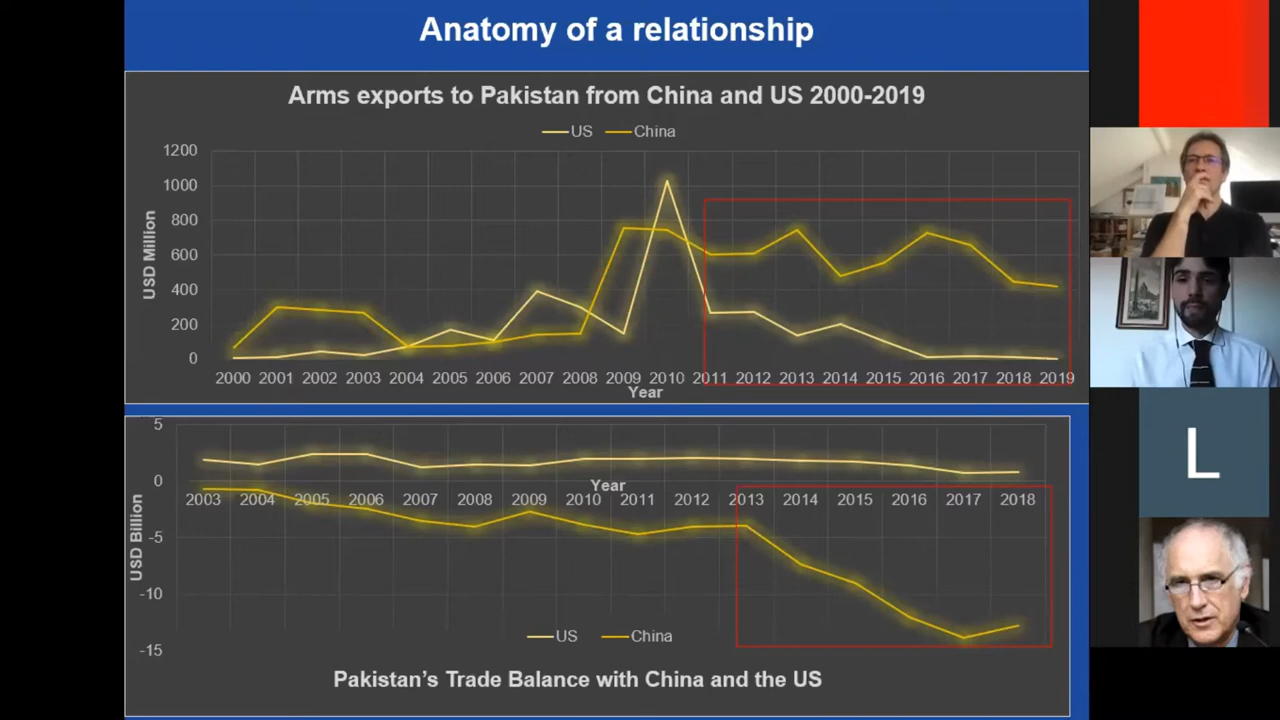 Anatomy of a relationship
Arms exports to Pakistan from China and US 2000-2019
US China
1200
1000
800
600
400
200
0
USD Million
2000 2001 2002 2003 2004 2005 2006 2007 2008 2009 2010 2011 2012 2013 2014 2015 2016 2017 2018 2019
Year
5
0
-5
-10
-15
USD Billion
Year
2003 2004 2005 2006 2007 2008 2009 2010 2011 2012 2013 2014 2015 2016 2017 2018
US China
Pakistan’s Trade Balance with China and the US
L